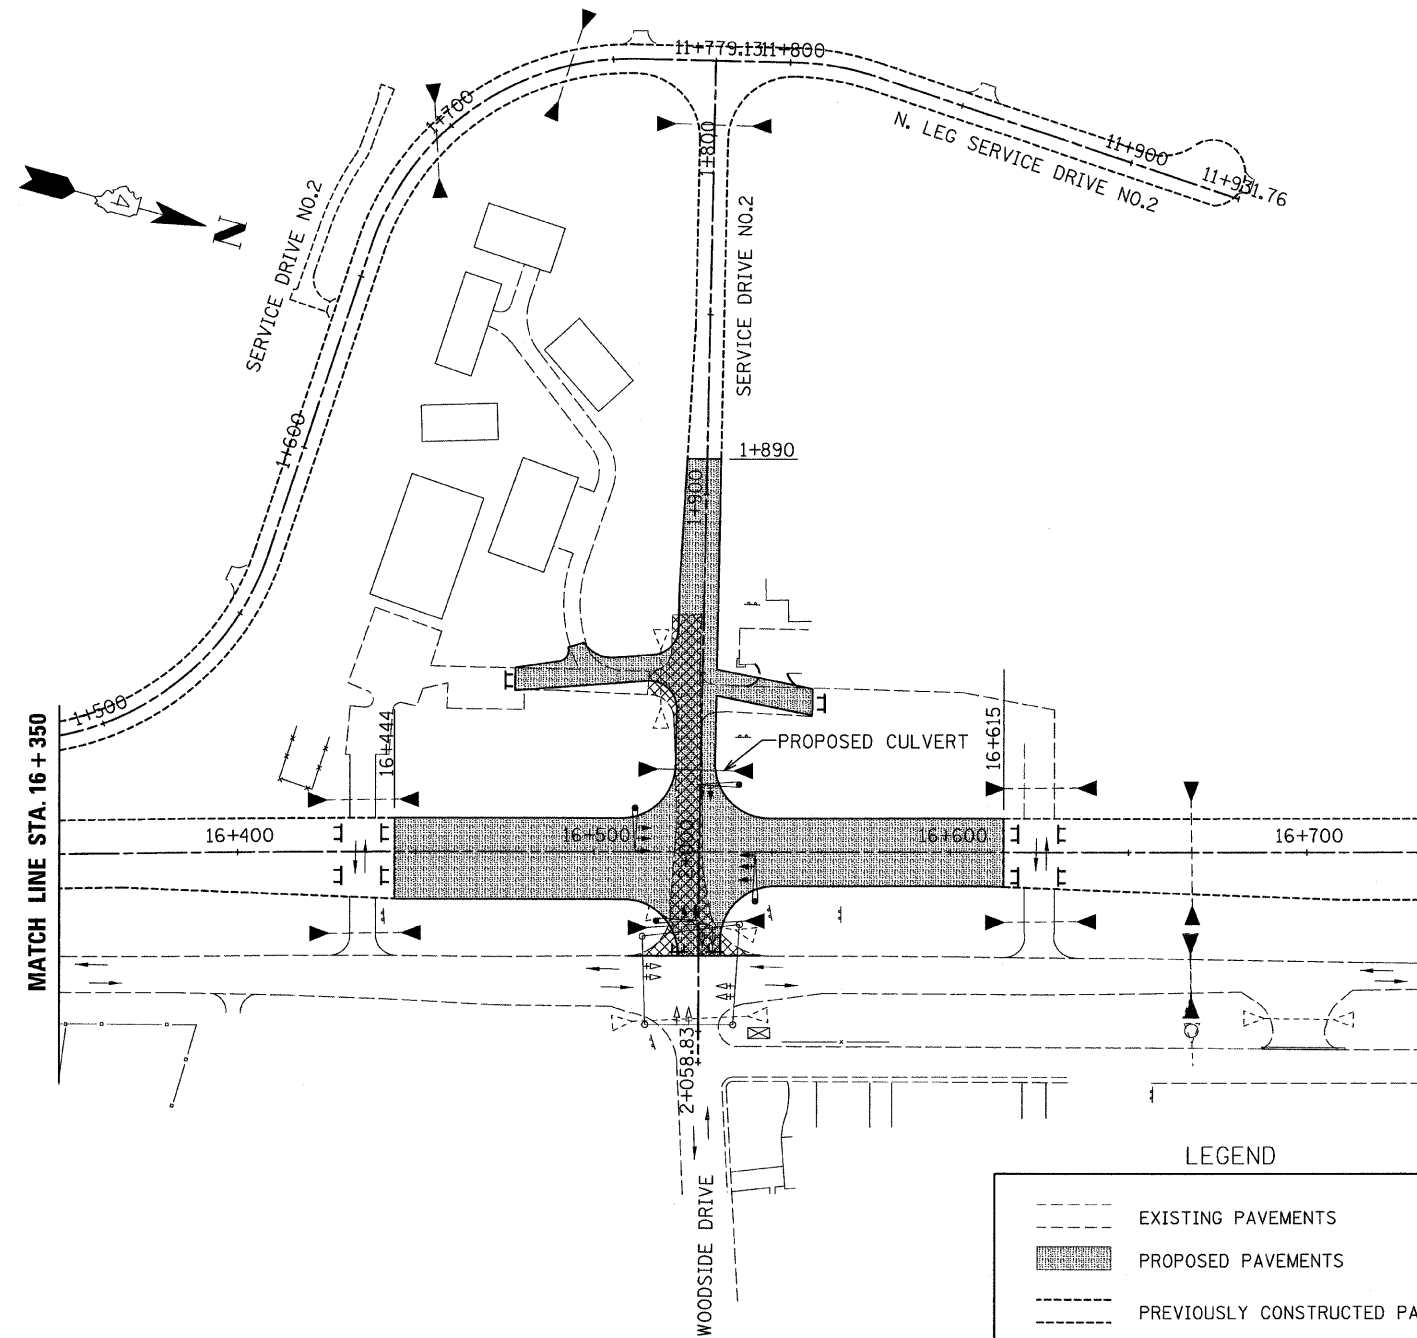 11+779.13
11+800
1+700
1+800
N. LEG SERVICE DRIVE NO.2
11+900
11+931.76
N
SERVICE DRIVE NO.2
SERVICE DRIVE NO.2
1+600
1+890
1+900
1+500
16+444
PROPOSED CULVERT
16+615
MATCH LINE STA. 16+350
16+400
16+500
16+600
16+700
2+000
2+058.83
WOODSIDE DRIVE
LEGEND
EXISTING PAVEMENTS
PROPOSED PAVEMENTS
PREVIOUSLY CONSTRUCTED PA